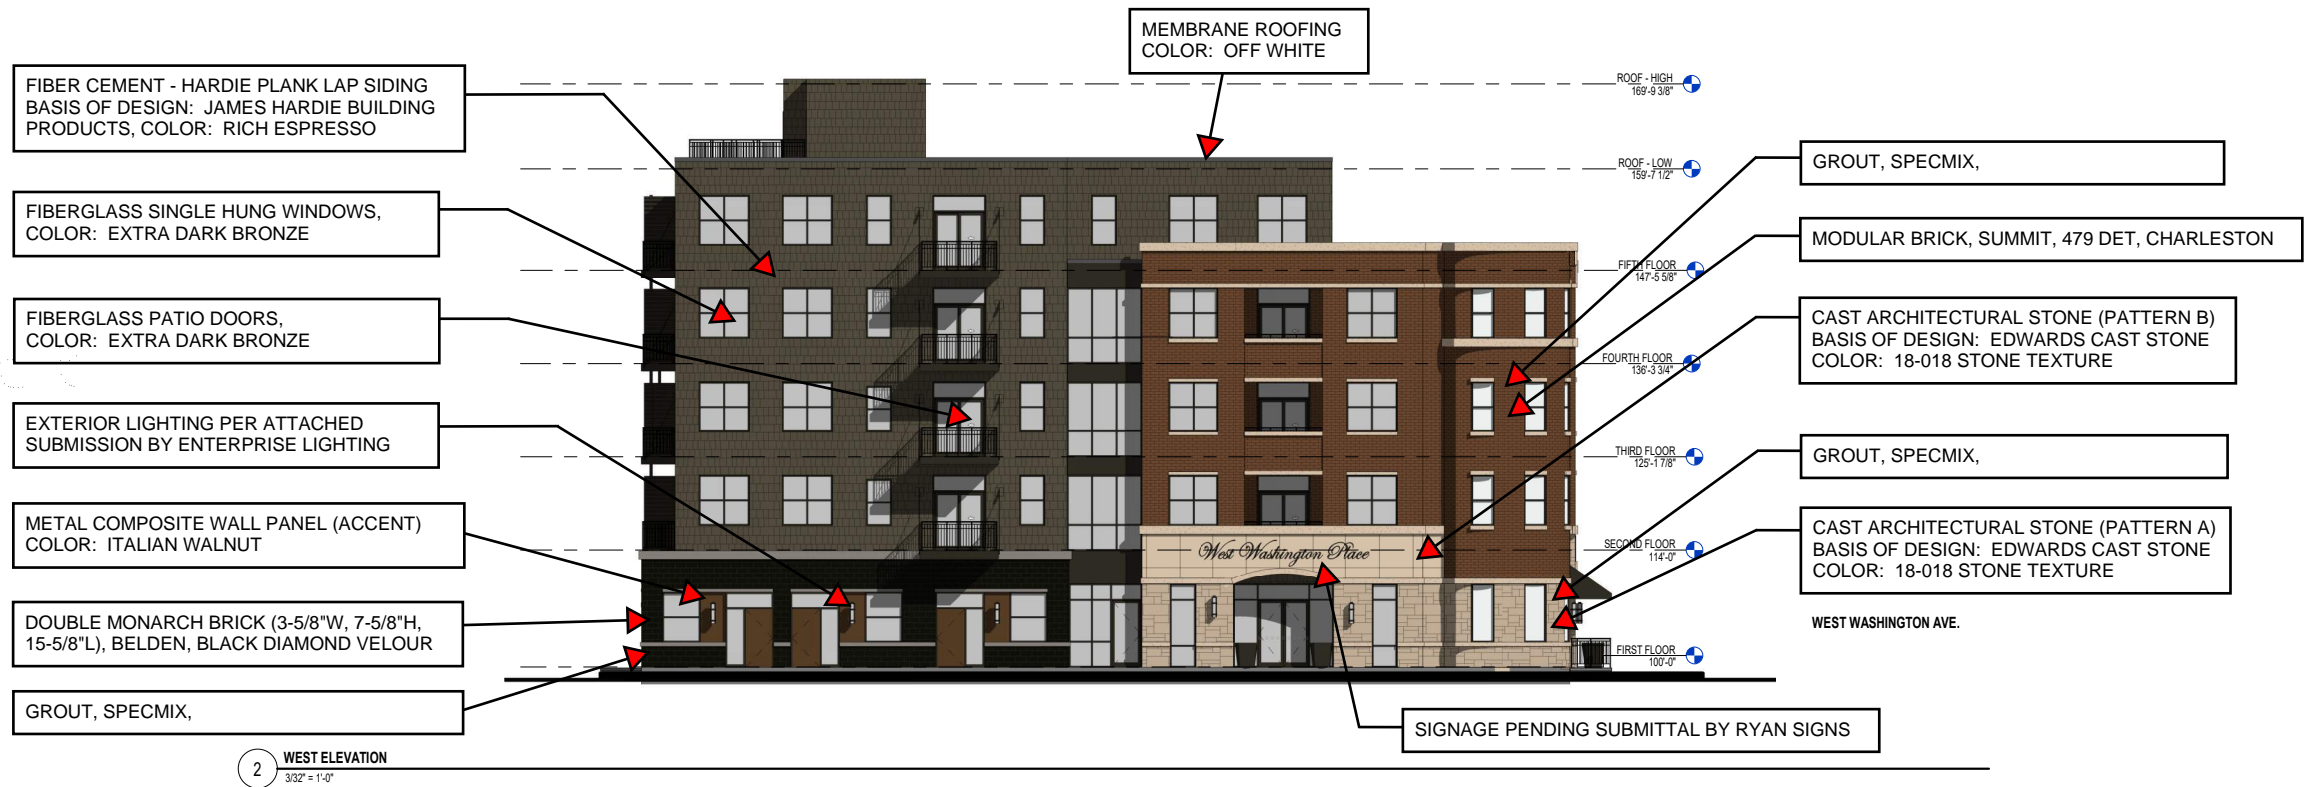 MEMBRANE ROOFING
COLOR: OFF WHITE
FIBER CEMENT - HARDIE PLANK LAP SIDING
BASIS OF DESIGN: JAMES HARDIE BUILDING
PRODUCTS, COLOR: RICH ESPRESSO
FIBERGLASS SINGLE HUNG WINDOWS,
COLOR: EXTRA DARK BRONZE
FIBERGLASS PATIO DOORS,
COLOR: EXTRA DARK BRONZE
EXTERIOR LIGHTING PER ATTACHED
SUBMISSION BY ENTERPRISE LIGHTING
METAL COMPOSITE WALL PANEL (ACCENT)
COLOR: ITALIAN WALNUT
DOUBLE MONARCH BRICK (3-5/8"W, 7-5/8"H,
15-5/8"L), BELDEN, BLACK DIAMOND VELOUR
GROUT, SPECMIX,
West Washington Place
ROOF - HIGH
169'-9 3/8"
ROOF - LOW
159'-7 1/2"
FIFTH FLOOR
147'-5 5/8"
FOURTH FLOOR
136'-3 3/4"
THIRD FLOOR
125'-1 7/8"
SECOND FLOOR
114'-0"
FIRST FLOOR
100'-0"
GROUT, SPECMIX,
MODULAR BRICK, SUMMIT, 479 DET, CHARLESTON
CAST ARCHITECTURAL STONE (PATTERN B)
BASIS OF DESIGN: EDWARDS CAST STONE
COLOR: 18-018 STONE TEXTURE
GROUT, SPECMIX,
CAST ARCHITECTURAL STONE (PATTERN A)
BASIS OF DESIGN: EDWARDS CAST STONE
COLOR: 18-018 STONE TEXTURE
WEST WASHINGTON AVE.
SIGNAGE PENDING SUBMITTAL BY RYAN SIGNS
2
WEST ELEVATION
3/32" = 1'-0"